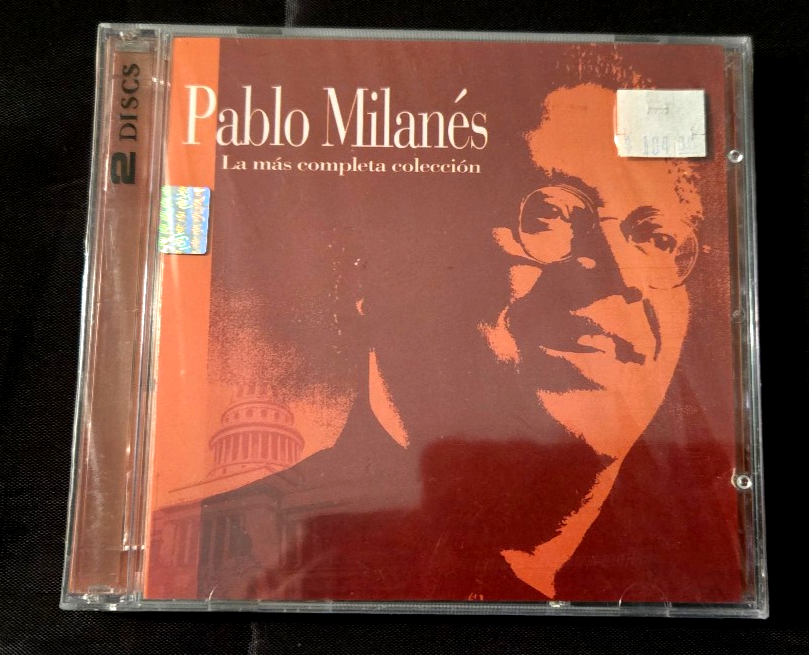 2 DISCS
Pablo Milanés
La más completa colección